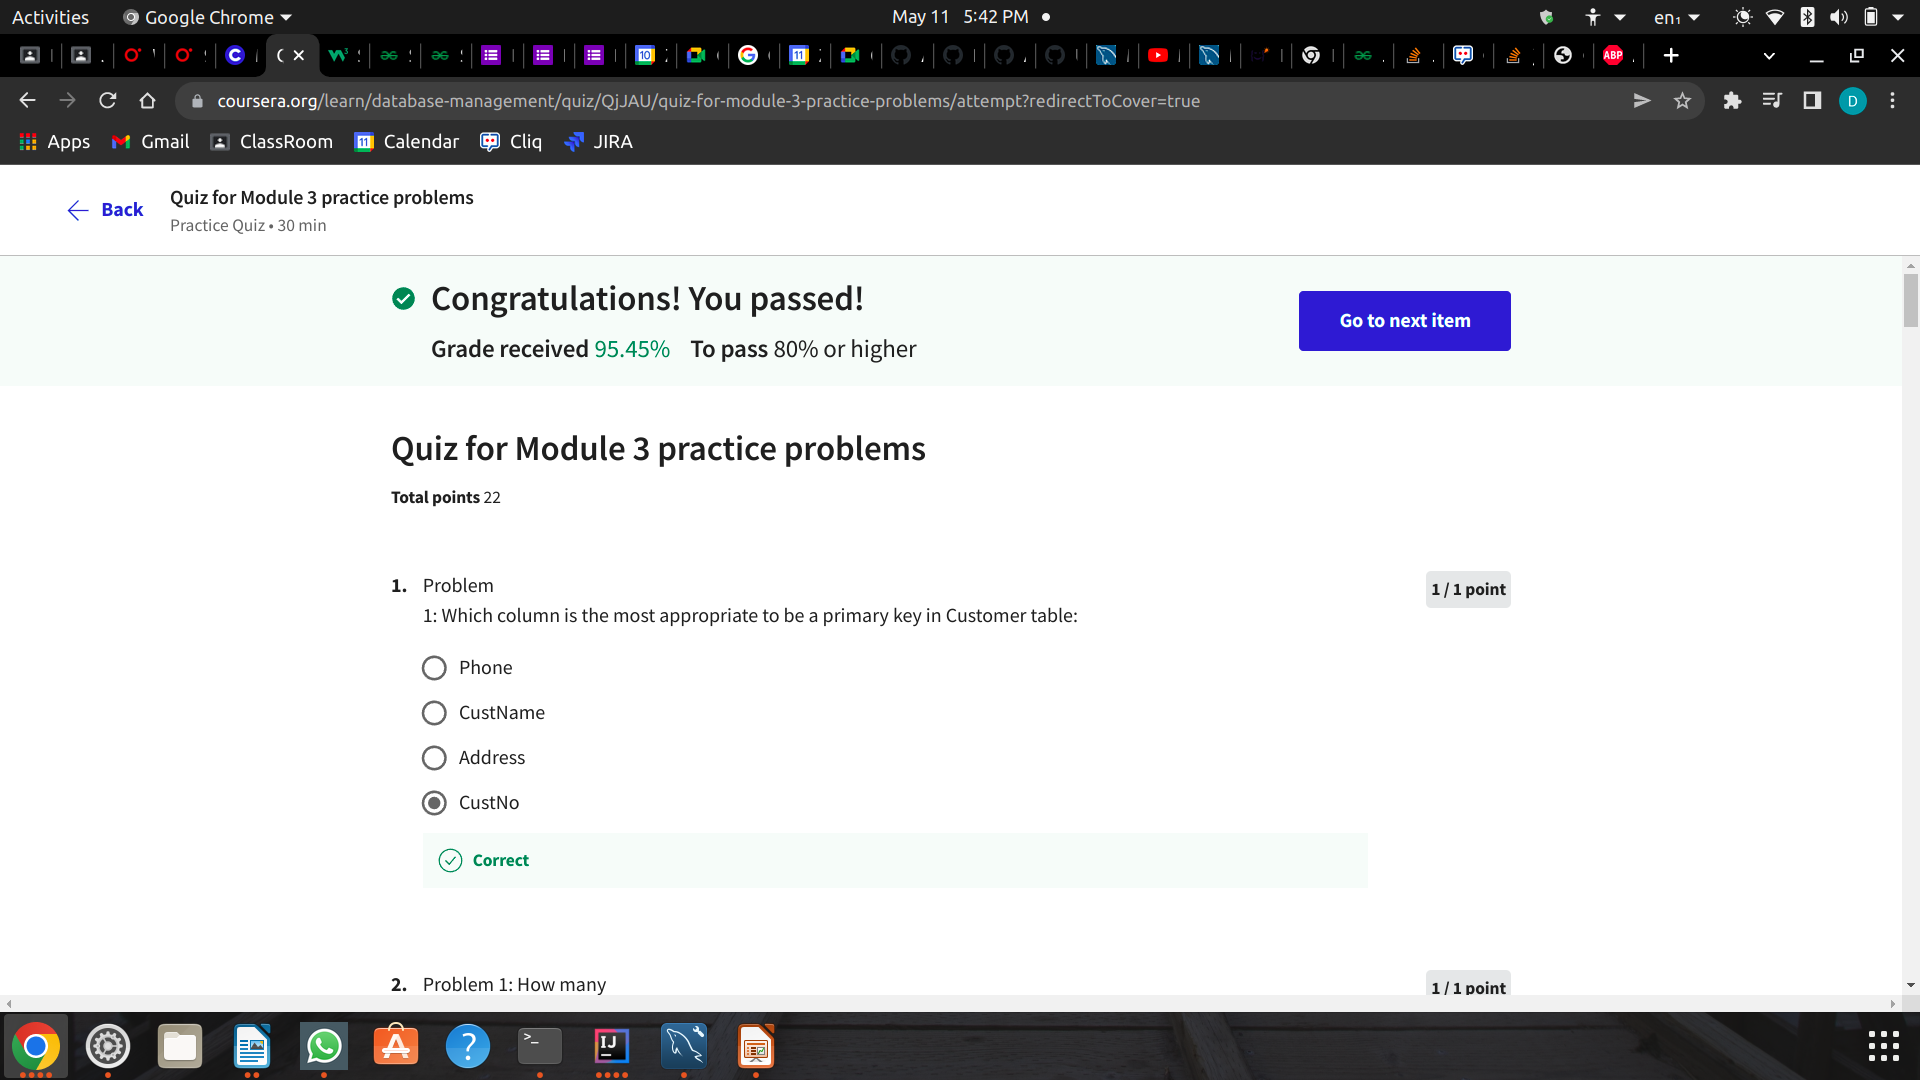 Activities
Google Chrome
May 11 5:42 PM
en₁
coursera.org/learn/database-management/quiz/QjJAU/quiz-for-module-3-practice-problems/attempt?redirectToCover=true
D
Apps
Gmail
ClassRoom
Calendar
Cliq
JIRA
Back
Quiz for Module 3 practice problems
Practice Quiz • 30 min
Congratulations! You passed!
Grade received 95.45% To pass 80% or higher
Go to next item
Quiz for Module 3 practice problems
Total points 22
1. Problem
1 / 1 point
1: Which column is the most appropriate to be a primary key in Customer table:
Phone
CustName
Address
CustNo
Correct
2. Problem 1: How many
1 / 1 point